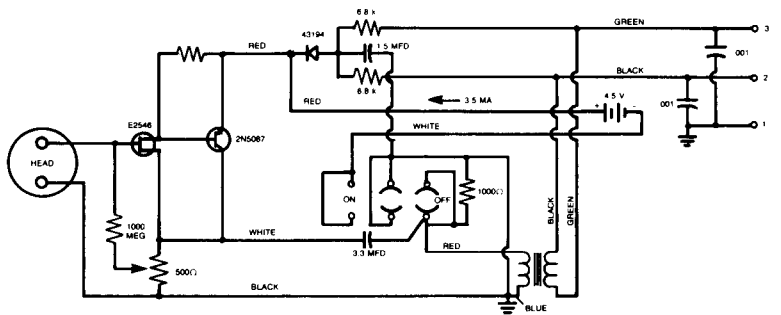 6.8 k
GREEN
3
43194
1.5 MFD
RED
BLACK
.001
2
6.8 k
E2546
RED
3.5 MA
4.5 V
+ -
.001
2N5087
WHITE
1
HEAD
ON
OFF
1000Ω
BLACK
GREEN
1000 MEG
WHITE
RED
3.3 MFD
500Ω
BLACK
BLUE